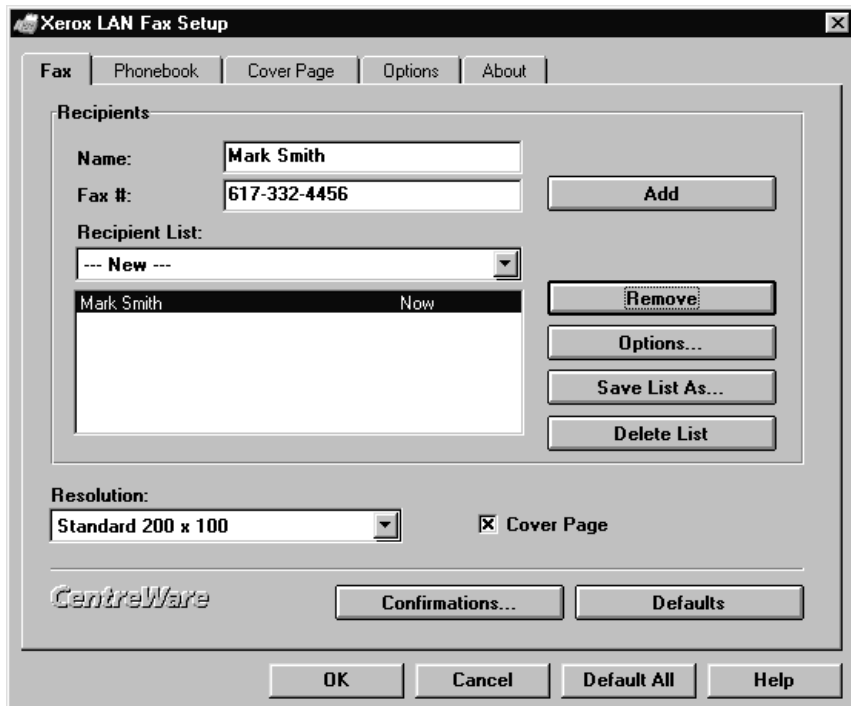 Xerox LAN Fax Setup
Fax Phonebook Cover Page Options About
Recipients
Name: Mark Smith
Fax #: 617-332-4456 Add
Recipient List:
--- New ---
Mark Smith Now Remove
Options...
Save List As...
Delete List
Resolution:
Standard 200 x 100 Cover Page
CentreWare Confirmations... Defaults
OK Cancel Default All Help